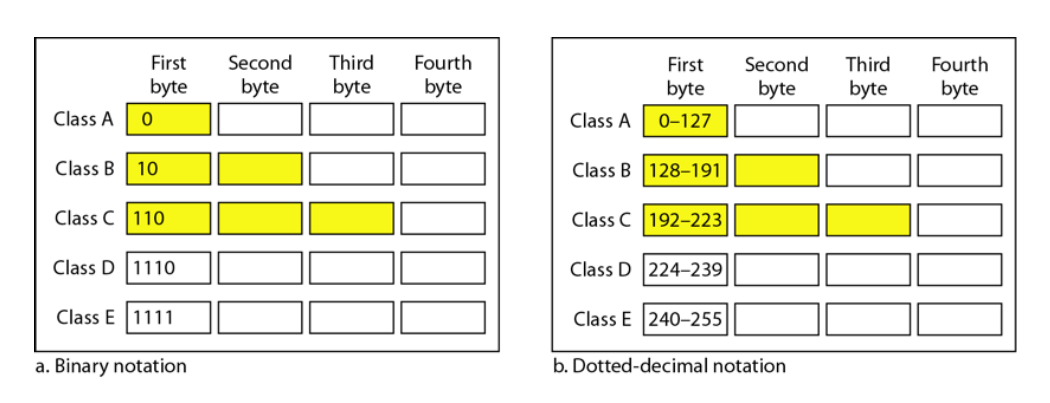 First Second Third Fourth
byte byte byte byte
Class A 0
Class B 10
Class C 110
Class D 1110
Class E 1111
a. Binary notation
First Second Third Fourth
byte byte byte byte
Class A 0–127
Class B 128–191
Class C 192–223
Class D 224–239
Class E 240–255
b. Dotted-decimal notation